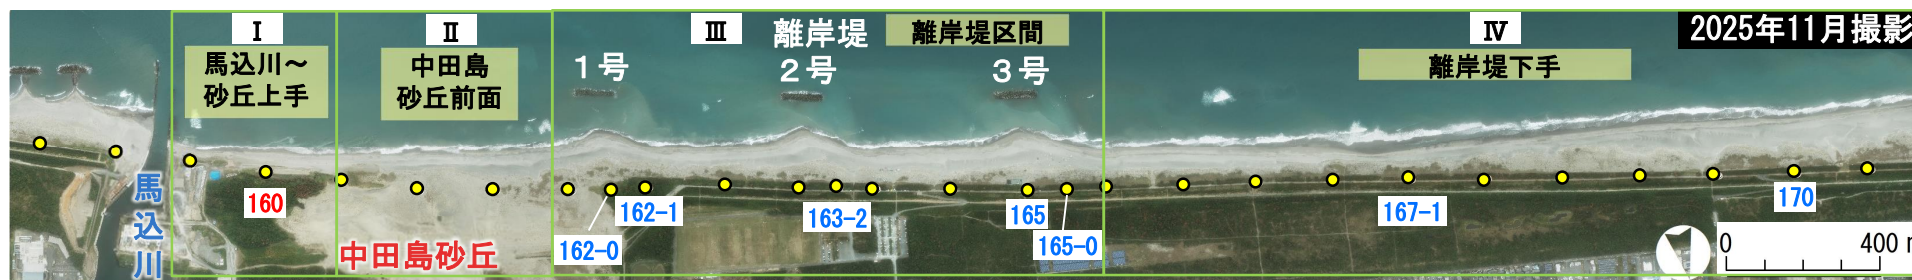 Ⅰ
馬込川～
砂丘上手
Ⅱ
中田島
砂丘前面
Ⅲ
離岸堤
離岸堤区間
1号
2号
3号
Ⅳ
離岸堤下手
2025年11月撮影
馬込川
160
中田島砂丘
162-0
162-1
163-2
165
165-0
167-1
170
0
400 m